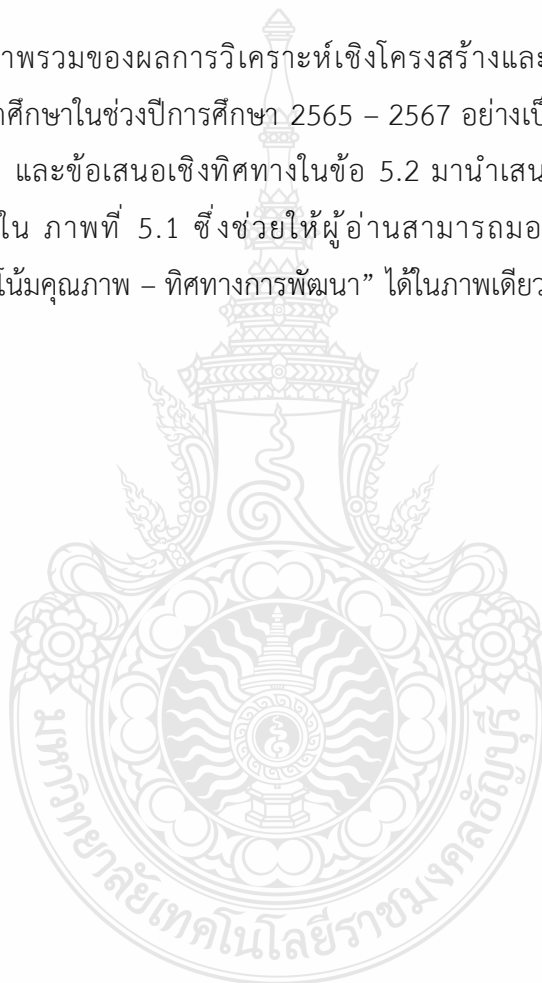 าพรวมของผลการวิเคราะห์เชิงโครงสร้างและ
าศึกษาในช่วงปีการศึกษา 2565 – 2567 อย่างเป็
และข้อเสนอเชิงทิศทางในข้อ 5.2 มานำเสน
ใน ภาพที่ 5.1 ซึ่งช่วยให้ผู้อ่านสามารถมอ
โน้มคุณภาพ – ทิศทางการพัฒนา” ได้ในภาพเดียว
มหาวิทยาลัยเทคโนโลยีราชมงคลธัญบุรี